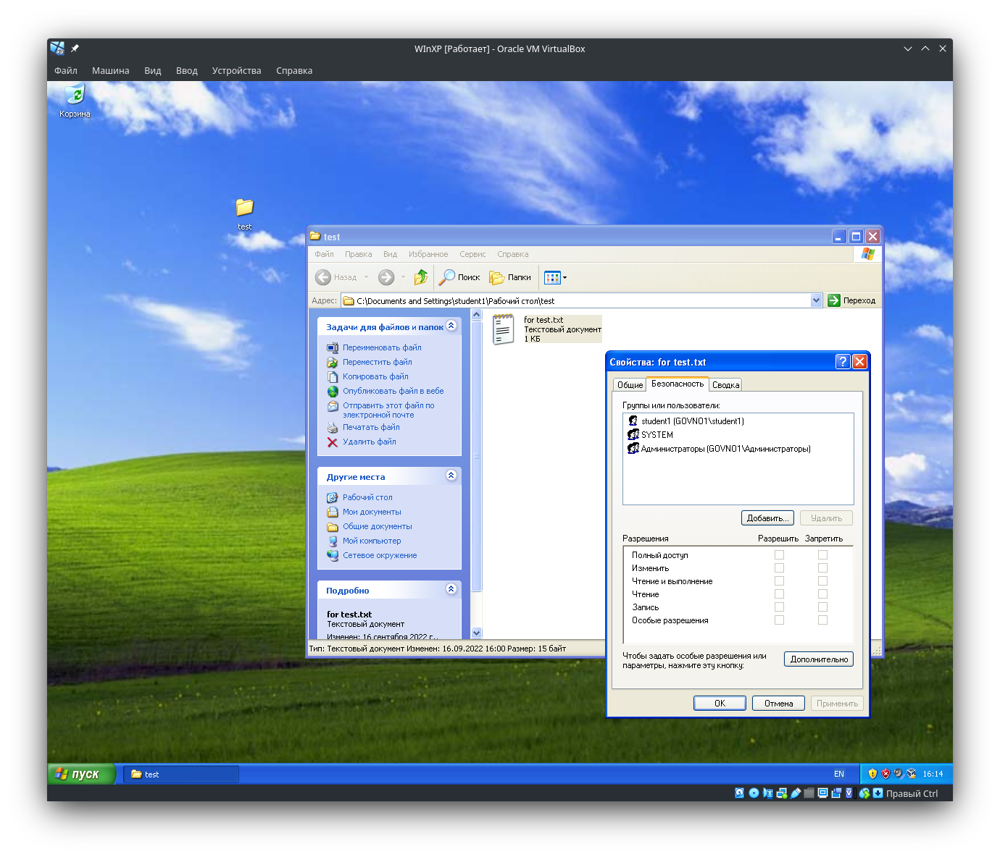 WInXP [Работает] - Oracle VM VirtualBox
Файл Машина Вид Ввод Устройства Справка
Корзина
test
test
Файл Правка Вид Избранное Сервис Справка
Назад Поиск Папки
Адрес: C:\Documents and Settings\student1\Рабочий стол\test Переход
Задачи для файлов и папок
Переименовать файл
Переместить файл
Копировать файл
Опубликовать файл в вебе
Отправить этот файл по
электронной почте
Печатать файл
Удалить файл
Другие места
Рабочий стол
Мои документы
Общие документы
Мой компьютер
Сетевое окружение
Подробно
for test.txt
Текстовый документ
Изменен: 16 сентября 2022 г.,
for test.txt
Текстовый документ
1 КБ
Тип: Текстовый документ Изменен: 16.09.2022 16:00 Размер: 15 байт
Свойства: for test.txt
Общие Безопасность Сводка
Группы или пользователи:
student1 (GOVNO1\student1)
SYSTEM
Администраторы (GOVNO1\Администраторы)
Добавить... Удалить
Разрешения Разрешить Запретить
Полный доступ
Изменить
Чтение и выполнение
Чтение
Запись
Особые разрешения
Чтобы задать особые разрешения или
параметры, нажмите эту кнопку:
Дополнительно
OK Отмена Применить
пуск test EN 16:14
Правый Ctrl